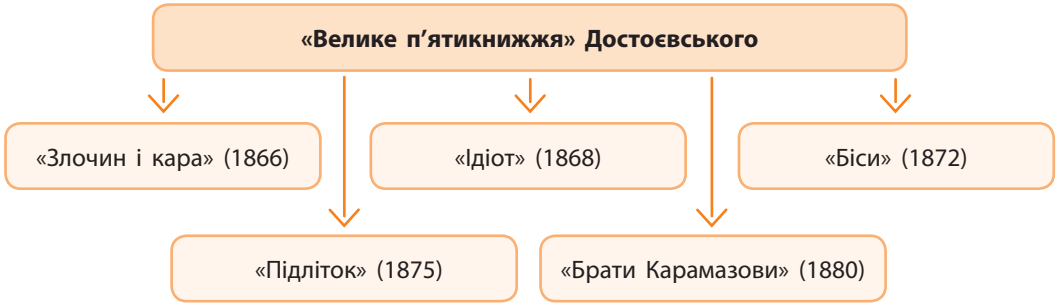 «Велике п’ятикнижжя» Достоєвського
«Злочин і кара» (1866)
«Ідіот» (1868)
«Біси» (1872)
«Підліток» (1875)
«Брати Карамазови» (1880)